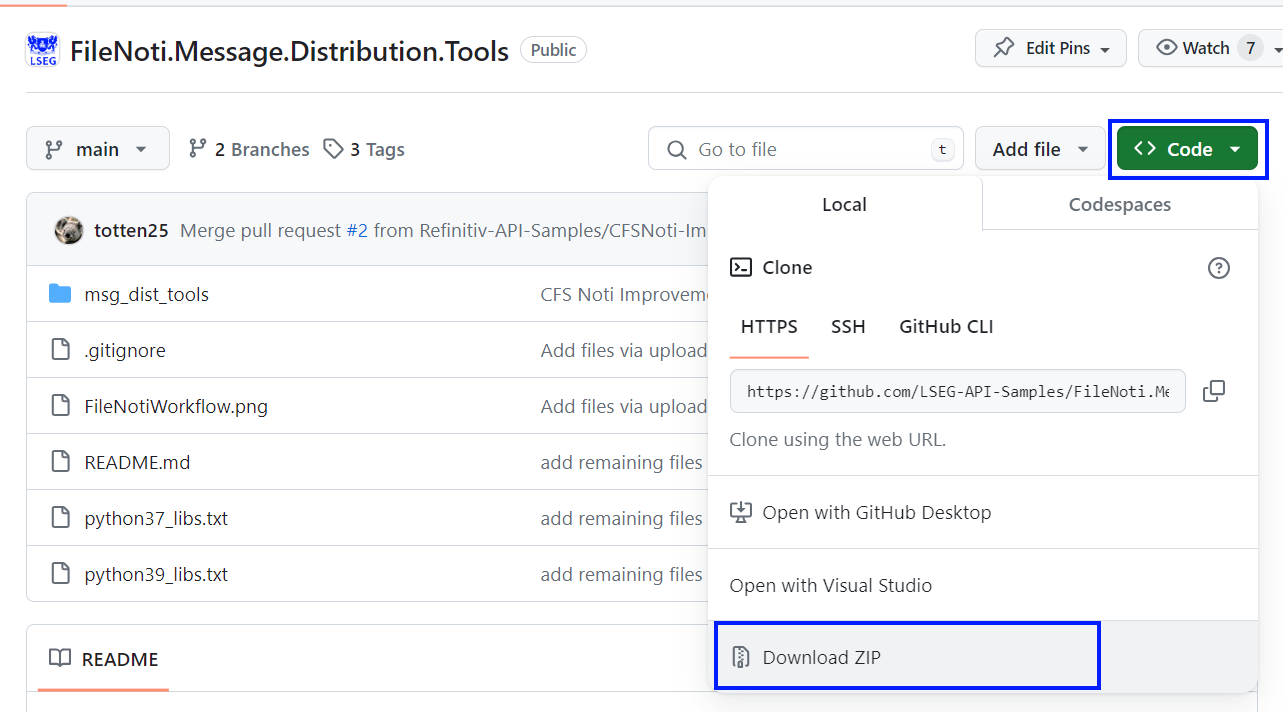 LSEG
FileNoti.Message.Distribution.Tools Public
Edit Pins
Watch 7
main
2 Branches
3 Tags
Go to file t
Add file
<> Code
totten25 Merge pull request #2 from Refinitiv-API-Samples/CFSNoti-Im
msg_dist_tools CFS Noti Improveme
.gitignore Add files via upload
FileNotiWorkflow.png Add files via upload
README.md add remaining files
python37_libs.txt add remaining files
python39_libs.txt add remaining files
README
Local Codespaces
Clone
HTTPS SSH GitHub CLI
https://github.com/LSEG-API-Samples/FileNoti.Me
Clone using the web URL.
Open with GitHub Desktop
Open with Visual Studio
Download ZIP